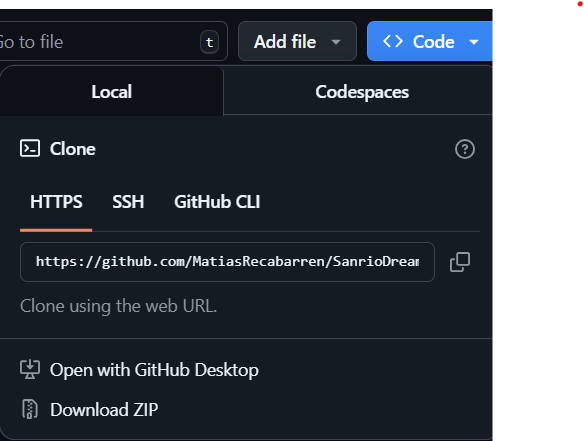 Go to file
t
Add file
Code
Local
Codespaces
Clone
HTTPS
SSH
GitHub CLI
https://github.com/MatiasRecabarren/SanrioDream
Clone using the web URL.
Open with GitHub Desktop
Download ZIP